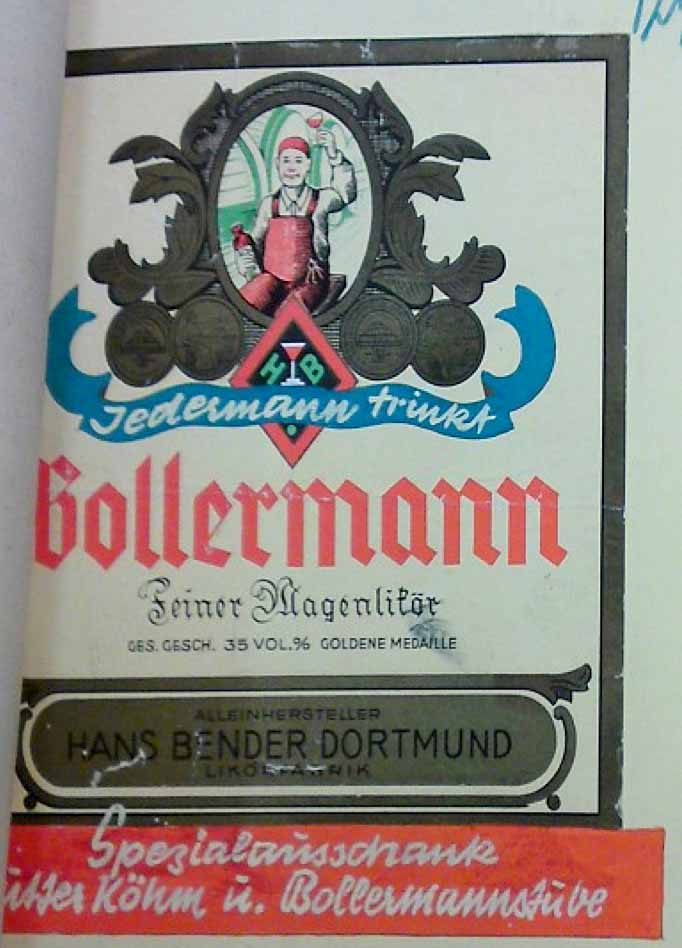 H B
Jedermann trinkt
Bollermann
Feiner Magenlikör
GES. GESCH. 35 VOL.% GOLDENE MEDAILLE
ALLEINHERSTELLER
HANS BENDER DORTMUND
LIKÖRFABRIK
Spezialausschank
Köhm u. Bollermannstube